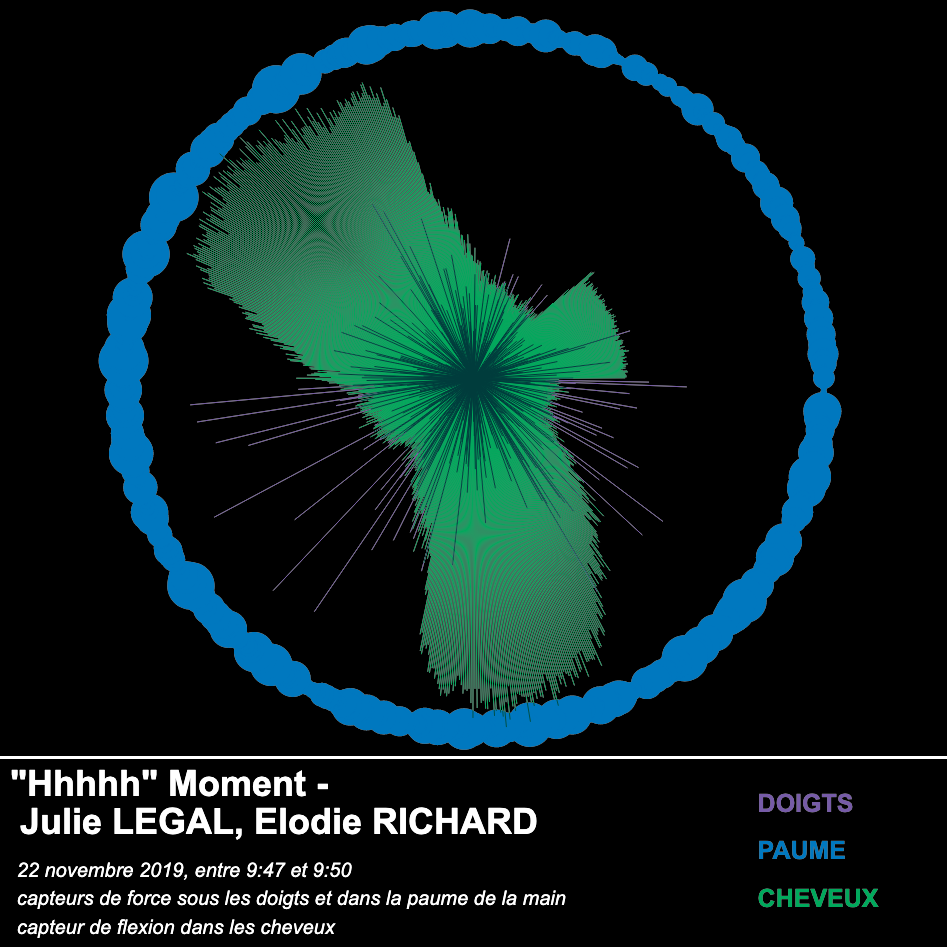 "Hhhhh" Moment -
Julie LEGAL, Elodie RICHARD
22 novembre 2019, entre 9:47 et 9:50
capteurs de force sous les doigts et dans la paume de la main
capteur de flexion dans les cheveux
DOIGTS
PAUME
CHEVEUX